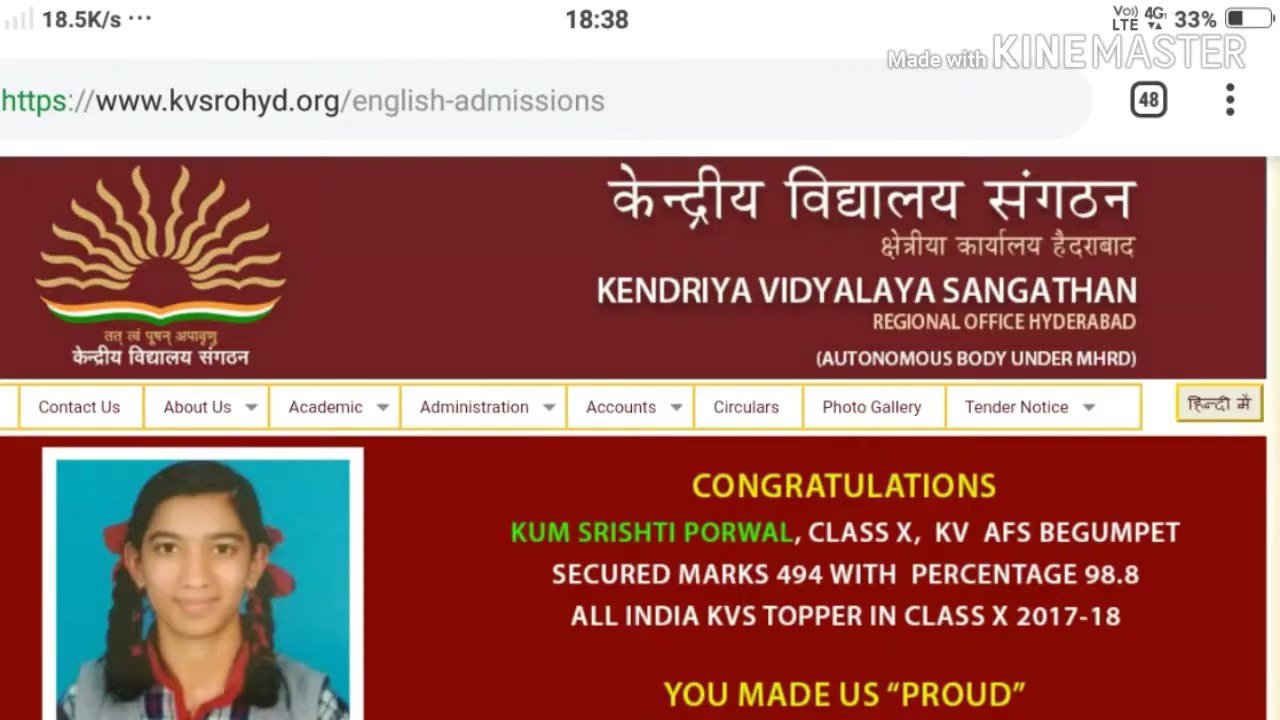 18.5K/s ...
18:38
Vo)) LTE 4G 33%
Made with KINEMASTER
https://www.kvsrohyd.org/english-admissions
48
केन्द्रीय विद्यालय संगठन
क्षेत्रीया कार्यालय हैदराबाद
KENDRIYA VIDYALAYA SANGATHAN
REGIONAL OFFICE HYDERABAD
(AUTONOMOUS BODY UNDER MHRD)
तत् त्वं पूषन् अपावृणु
केन्द्रीय विद्यालय संगठन
Contact Us About Us Academic Administration Accounts Circulars Photo Gallery Tender Notice हिन्दी में
CONGRATULATIONS
KUM SRISHTI PORWAL, CLASS X, KV AFS BEGUMPET
SECURED MARKS 494 WITH PERCENTAGE 98.8
ALL INDIA KVS TOPPER IN CLASS X 2017-18
YOU MADE US “PROUD”